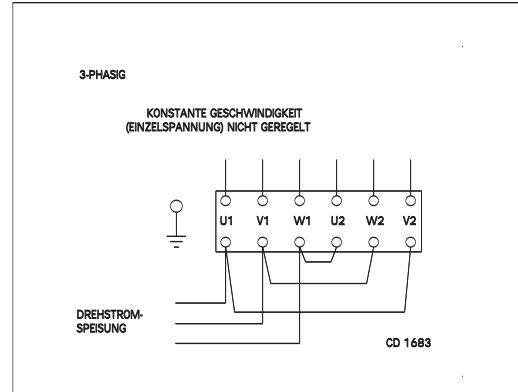 3-PHASIG
KONSTANTE GESCHWINDIGKEIT
(EINZELSPANNUNG) NICHT GEREGELT
U1 V1 W1 U2 W2 V2
DREHSTROM-
SPEISUNG
CD 1683